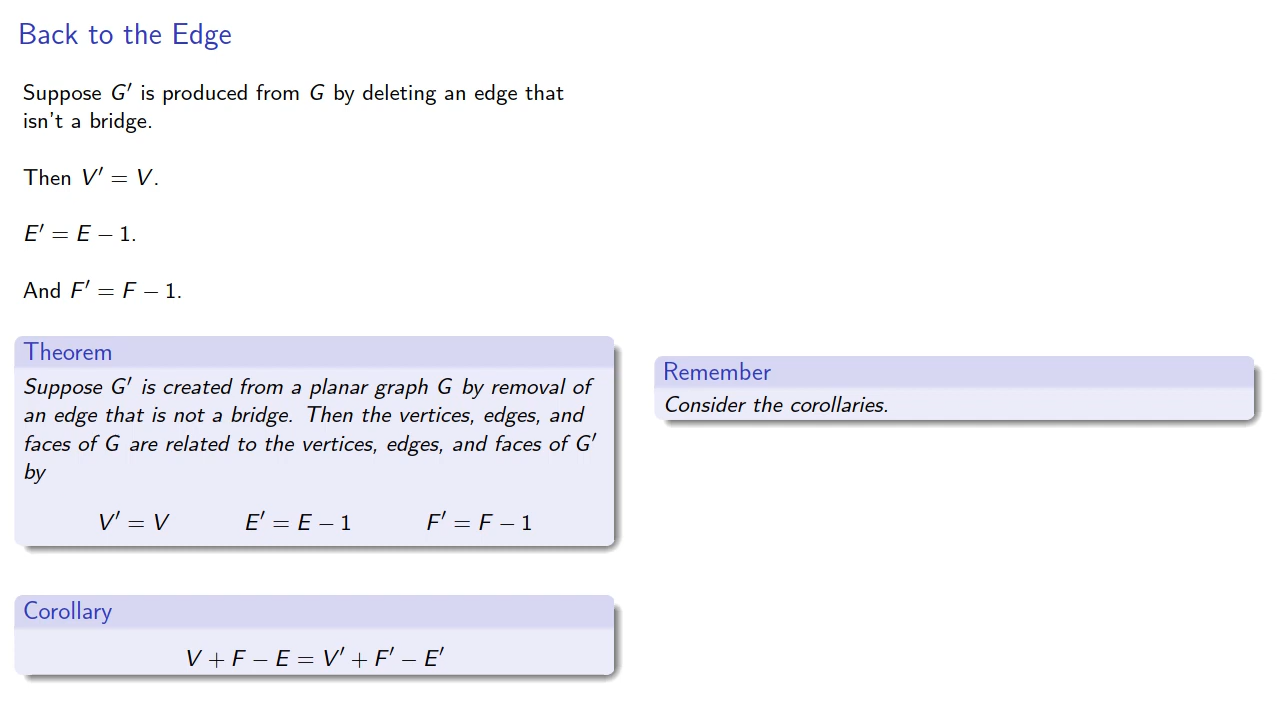 Back to the Edge
Suppose G′ is produced from G by deleting an edge that
isn't a bridge.
Then V′ = V.
E′ = E − 1.
And F′ = F − 1.
Theorem
Suppose G′ is created from a planar graph G by removal of
an edge that is not a bridge. Then the vertices, edges, and
faces of G are related to the vertices, edges, and faces of G′
by
V′ = V E′ = E − 1 F′ = F − 1
Corollary
V + F − E = V′ + F′ − E′
Remember
Consider the corollaries.